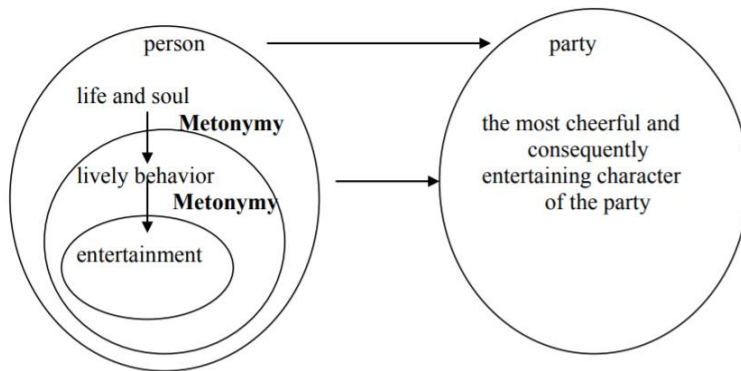 person
life and soul
Metonymy
lively behavior
Metonymy
entertainment
party
the most cheerful and
consequently
entertaining character
of the party